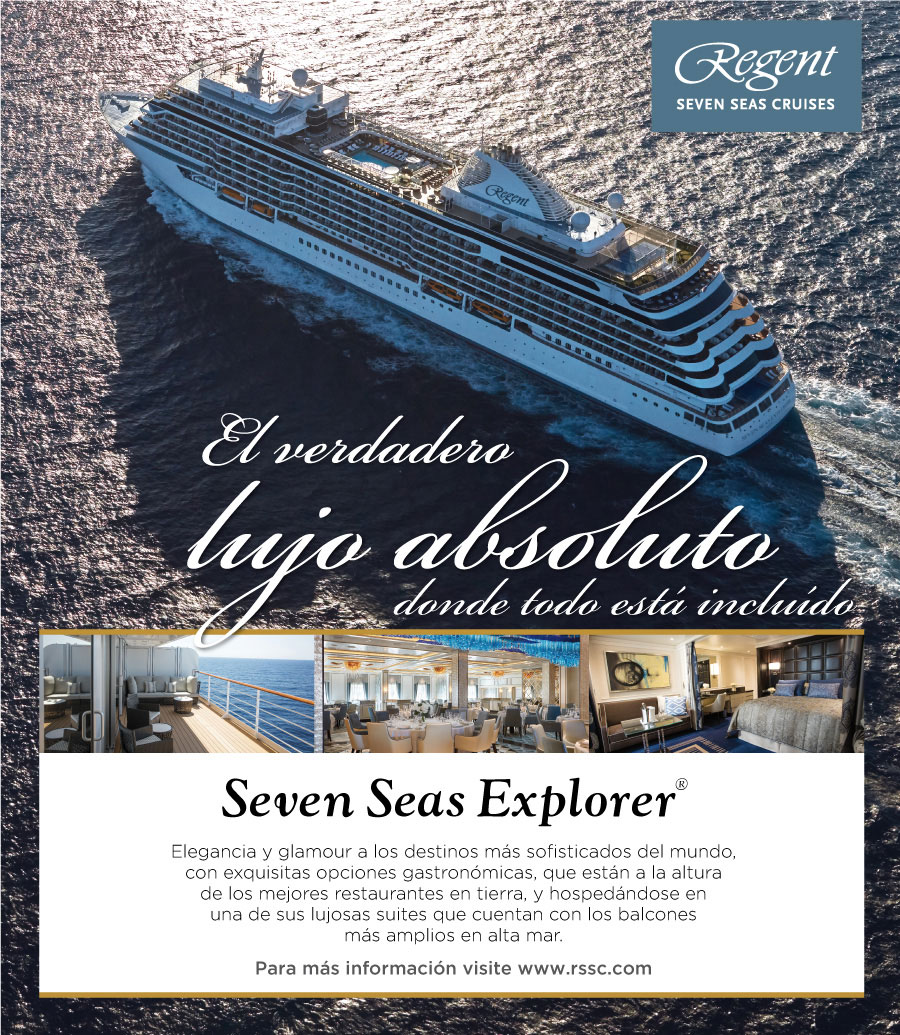 Regent
SEVEN SEAS CRUISES
Regent
El verdadero
lujo absoluto
donde todo está incluído
Seven Seas Explorer®
Elegancia y glamour a los destinos más sofisticados del mundo,
con exquisitas opciones gastronómicas, que están a la altura
de los mejores restaurantes en tierra, y hospedándose en
una de sus lujosas suites que cuentan con los balcones
más amplios en alta mar.
Para más información visite www.rssc.com